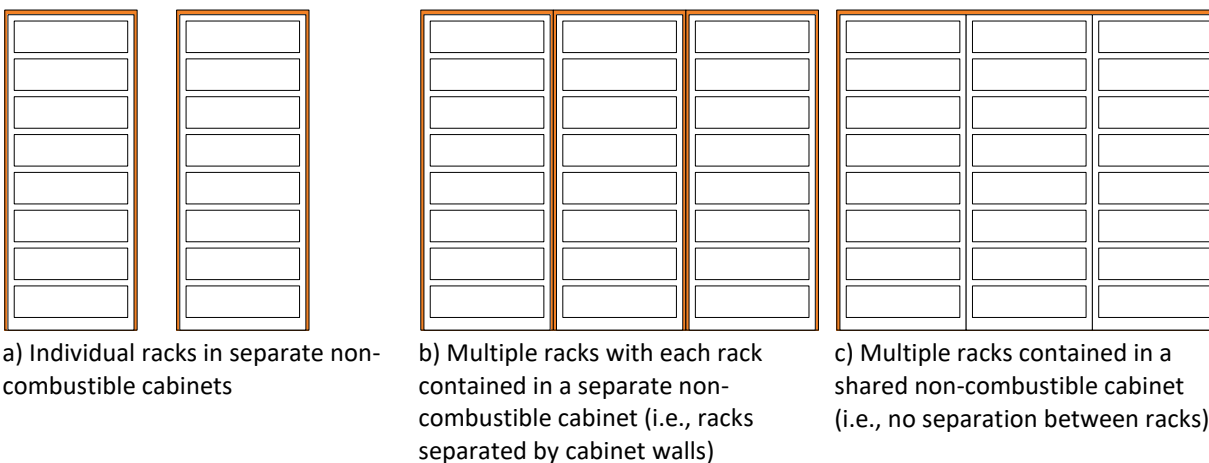 a) Individual racks in separate non-
combustible cabinets
b) Multiple racks with each rack
contained in a separate non-
combustible cabinet (i.e., racks
separated by cabinet walls)
c) Multiple racks contained in a
shared non-combustible cabinet
(i.e., no separation between racks)